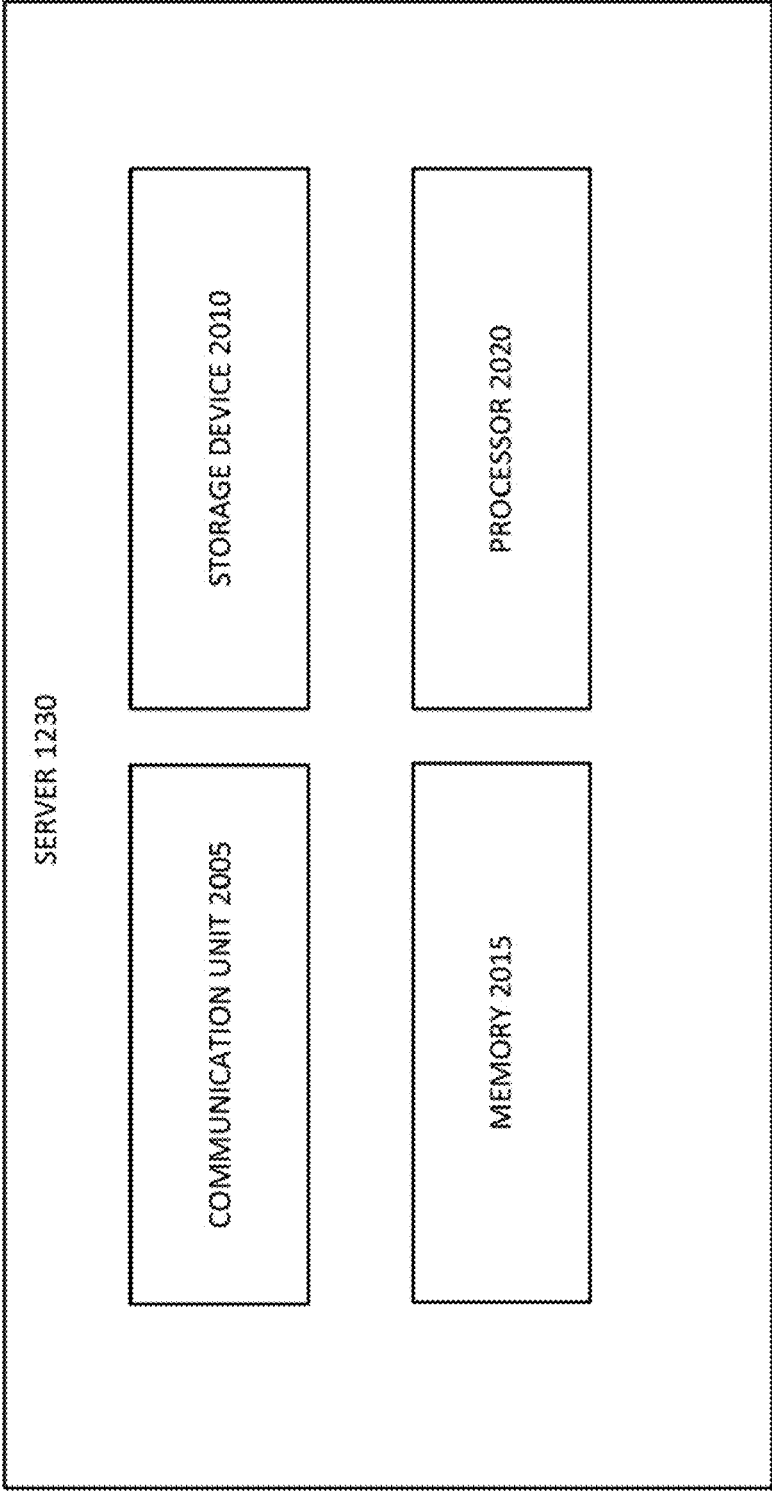 SERVER 1230
COMMUNICATION UNIT 2005
STORAGE DEVICE 2010
MEMORY 2015
PROCESSOR 2020